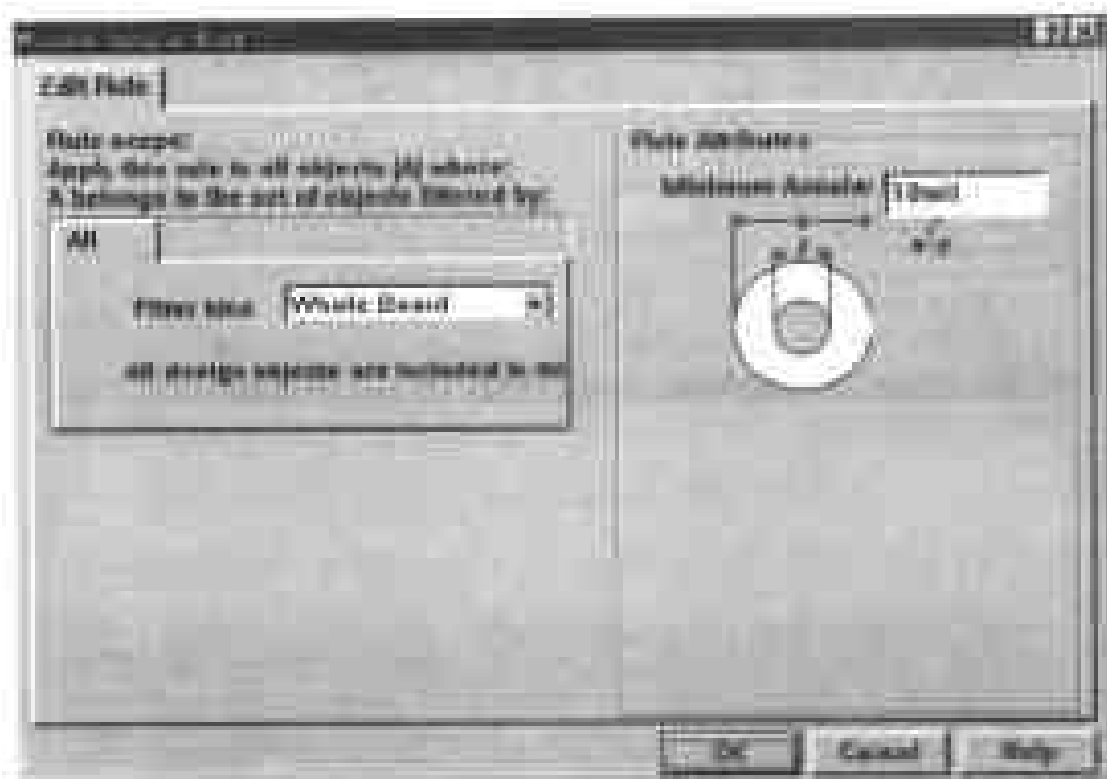 Edit Rule
Rule scope:
Apply this rule to all objects [A] where:
A belongs to the set of objects filtered by:
Rule Attributes
Minimum Annular
10mil
All
Filter kind
Whole Board
All design objects are included in
OK
Cancel
Help